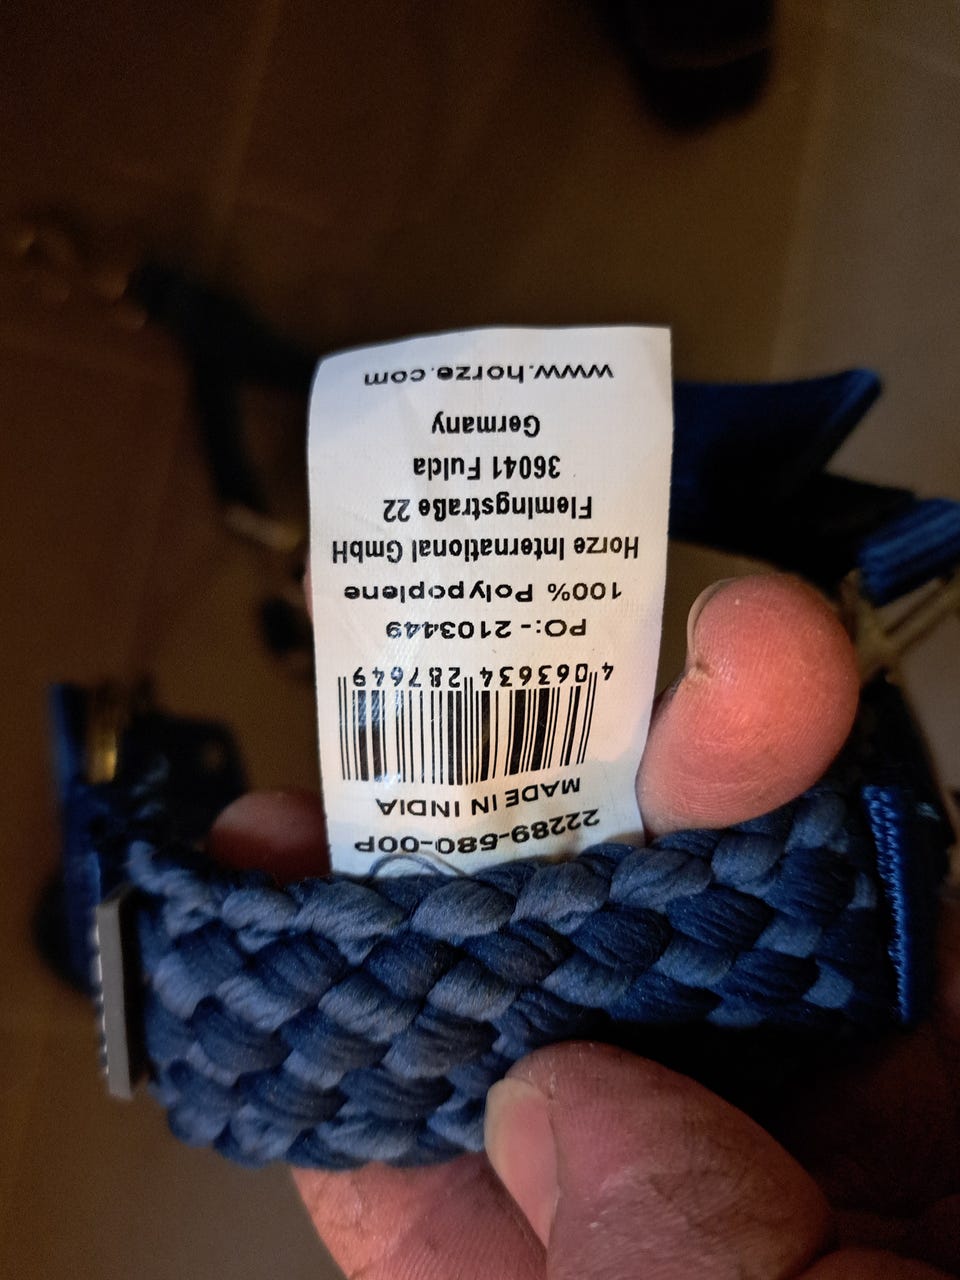 22289-580-00P
MADE IN INDIA
4 063634 287649
PO:- 2103449
100% Polypoplene
Horze International GmbH
Flemingstraße 22
36041 Fulda
Germany
www.horze.com